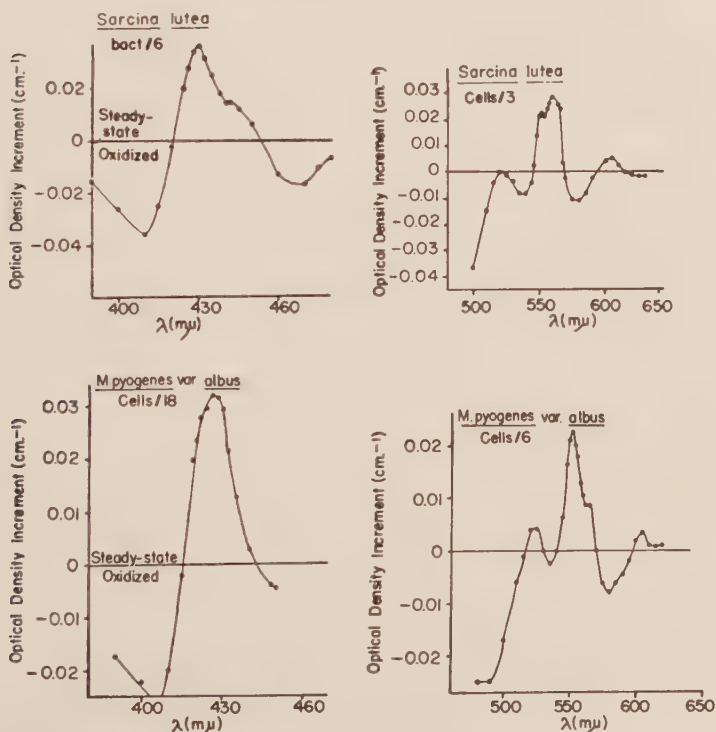 Sarcina lutea
bact/6
Optical Density Increment (cm.-1)
0.02
0
-0.02
-0.04
Steady-
state
Oxidized
400
430
460
λ(mμ)
Sarcina lutea
Cells/3
Optical Density Increment (cm.-1)
0.03
0.02
0.01
0
-0.01
-0.02
-0.03
-0.04
500
550
600
650
λ(mμ)
M.pyogenes var albus
Cells/18
Optical Density Increment (cm.-1)
0.03
0.02
0.01
0
-0.01
-0.02
Steady-state
Oxidized
400
430
460
λ(mμ)
M.pyogenes var. albus
Cells/6
Optical Density Increment (cm.-1)
0.02
0.01
0
-0.01
-0.02
500
550
600
650
λ(mμ)